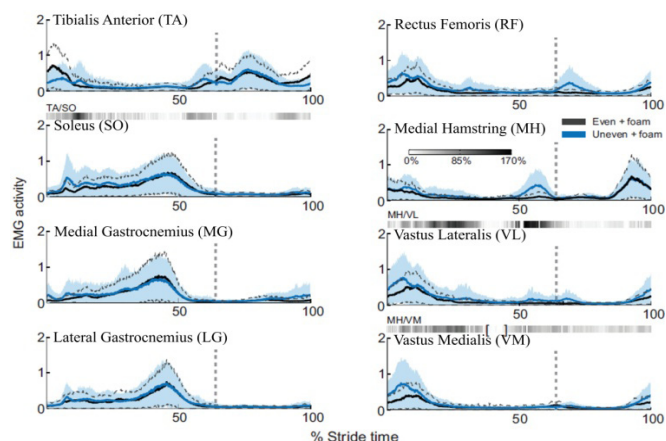 Tibialis Anterior (TA)
2
1
0
50
100
TA/SO
Soleus (SO)
2
1
0
50
100
Medial Gastrocnemius (MG)
2
1
0
50
100
Lateral Gastrocnemius (LG)
2
1
0
50
100
EMG activity
Rectus Femoris (RF)
2
1
0
50
100
Medial Hamstring (MH)
Even + foam
Uneven + foam
0%
85%
170%
2
1
0
50
100
MH/VL
Vastus Lateralis (VL)
2
1
0
50
100
MH/VM
[ ]
Vastus Medialis (VM)
2
1
0
50
100
% Stride time